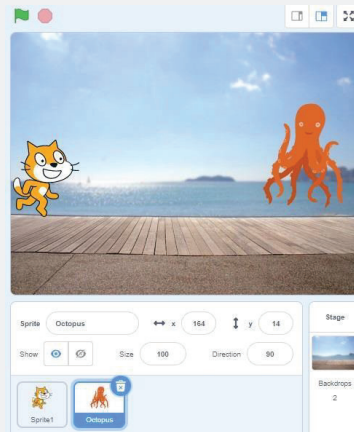 Sprite Octopus x 164 y 14
Show Size 100 Direction 90
Sprite1 Octopus
Stage
Backdrops
2